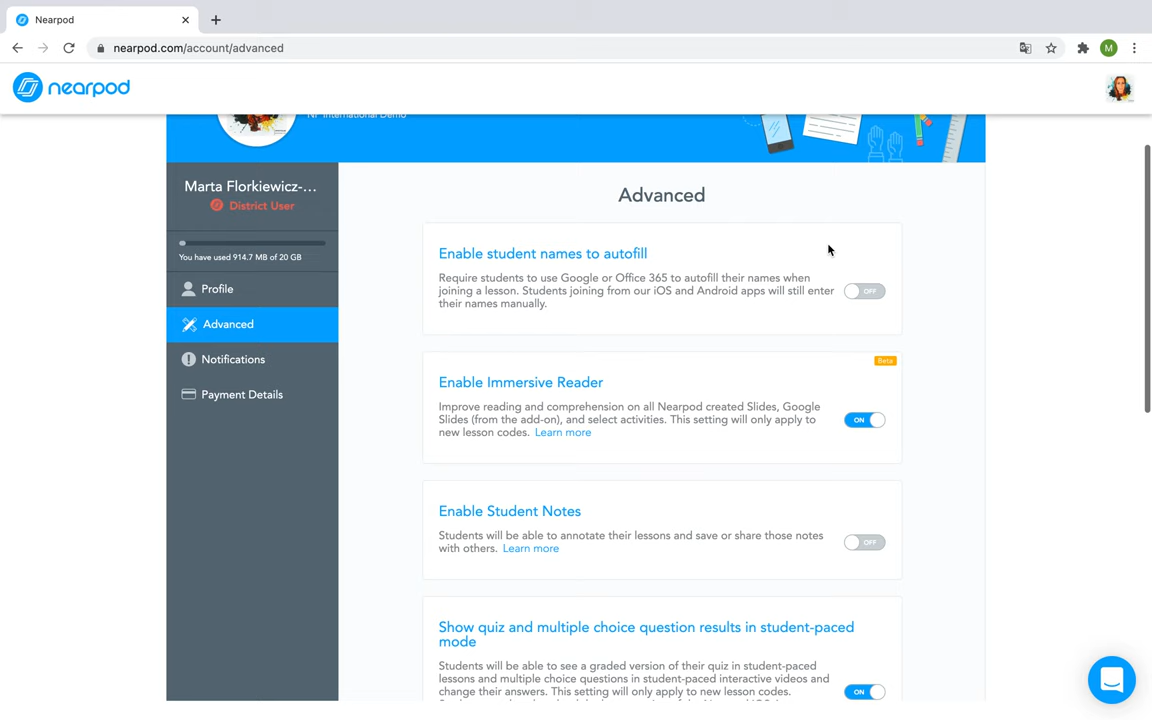 Nearpod
nearpod.com/account/advanced
M
nearpod
NP International Demo
Marta Florkiewicz-...
District User
You have used 914.7 MB of 20 GB
Profile
Advanced
Notifications
Payment Details
Advanced
Enable student names to autofill
Require students to use Google or Office 365 to autofill their names when
joining a lesson. Students joining from our iOS and Android apps will still enter
their names manually.
OFF
Beta
Enable Immersive Reader
Improve reading and comprehension on all Nearpod created Slides, Google
Slides (from the add-on), and select activities. This setting will only apply to
new lesson codes. Learn more
ON
Enable Student Notes
Students will be able to annotate their lessons and save or share those notes
with others. Learn more
OFF
Show quiz and multiple choice question results in student-paced
mode
Students will be able to see a graded version of their quiz in student-paced
lessons and multiple choice questions in student-paced interactive videos and
change their answers. This setting will only apply to new lesson codes.
ON